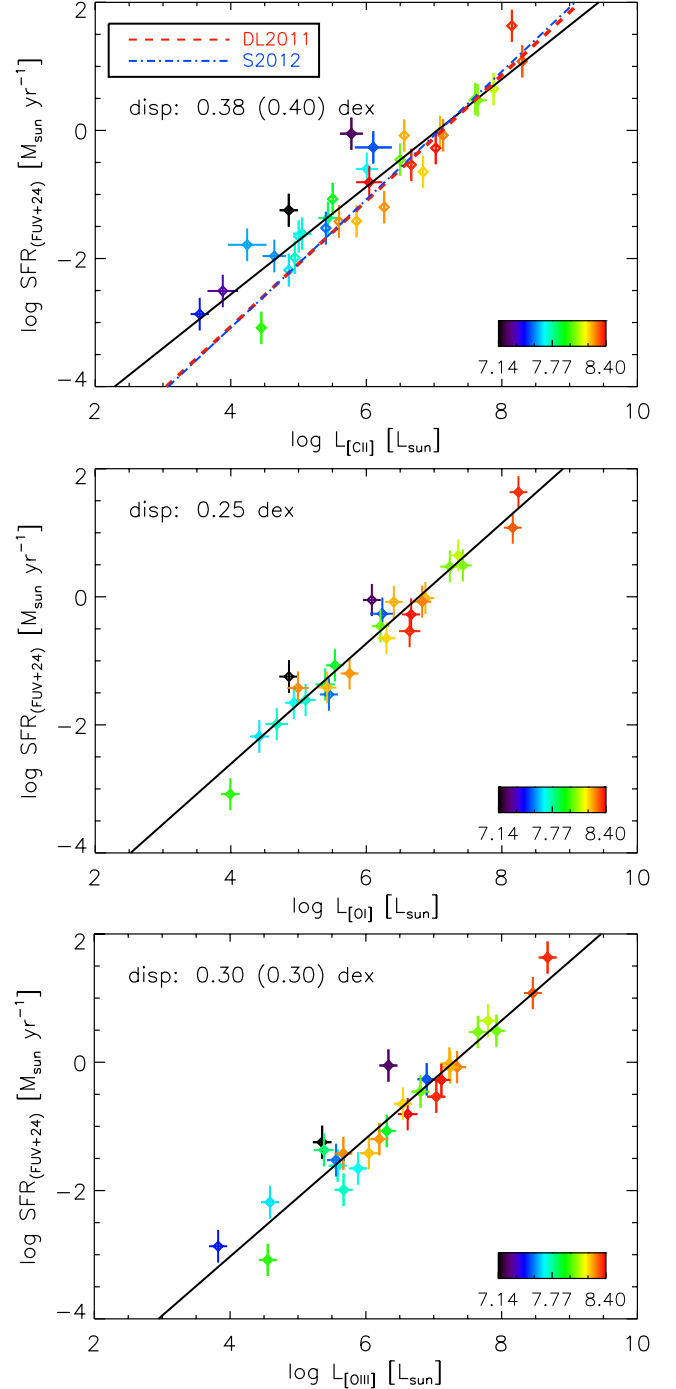 DL2011
S2012
disp: 0.38 (0.40) dex
log SFR(FUV+24) [Msun yr−1]
2
0
−2
−4
7.14 7.77 8.40
2 4 6 8 10
log L[CII] [Lsun]
disp: 0.25 dex
log SFR(FUV+24) [Msun yr−1]
2
0
−2
−4
7.14 7.77 8.40
2 4 6 8 10
log L[OI] [Lsun]
disp: 0.30 (0.30) dex
log SFR(FUV+24) [Msun yr−1]
2
0
−2
−4
7.14 7.77 8.40
2 4 6 8 10
log L[OIII] [Lsun]